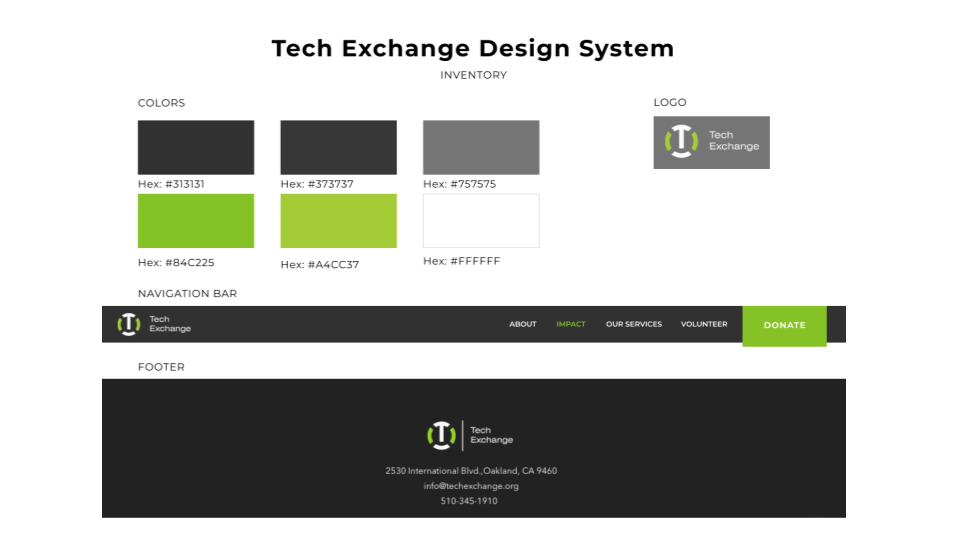 Tech Exchange Design System
INVENTORY
COLORS
LOGO
Tech
Exchange
Hex: #313131
Hex: #373737
Hex: #757575
Hex: #84C225
Hex: #A4CC37
Hex: #FFFFFF
NAVIGATION BAR
Tech
Exchange
ABOUT
IMPACT
OUR SERVICES
VOLUNTEER
DONATE
FOOTER
Tech
Exchange
2530 International Blvd.,Oakland, CA 9460
info@techexchange.org
510-345-1910